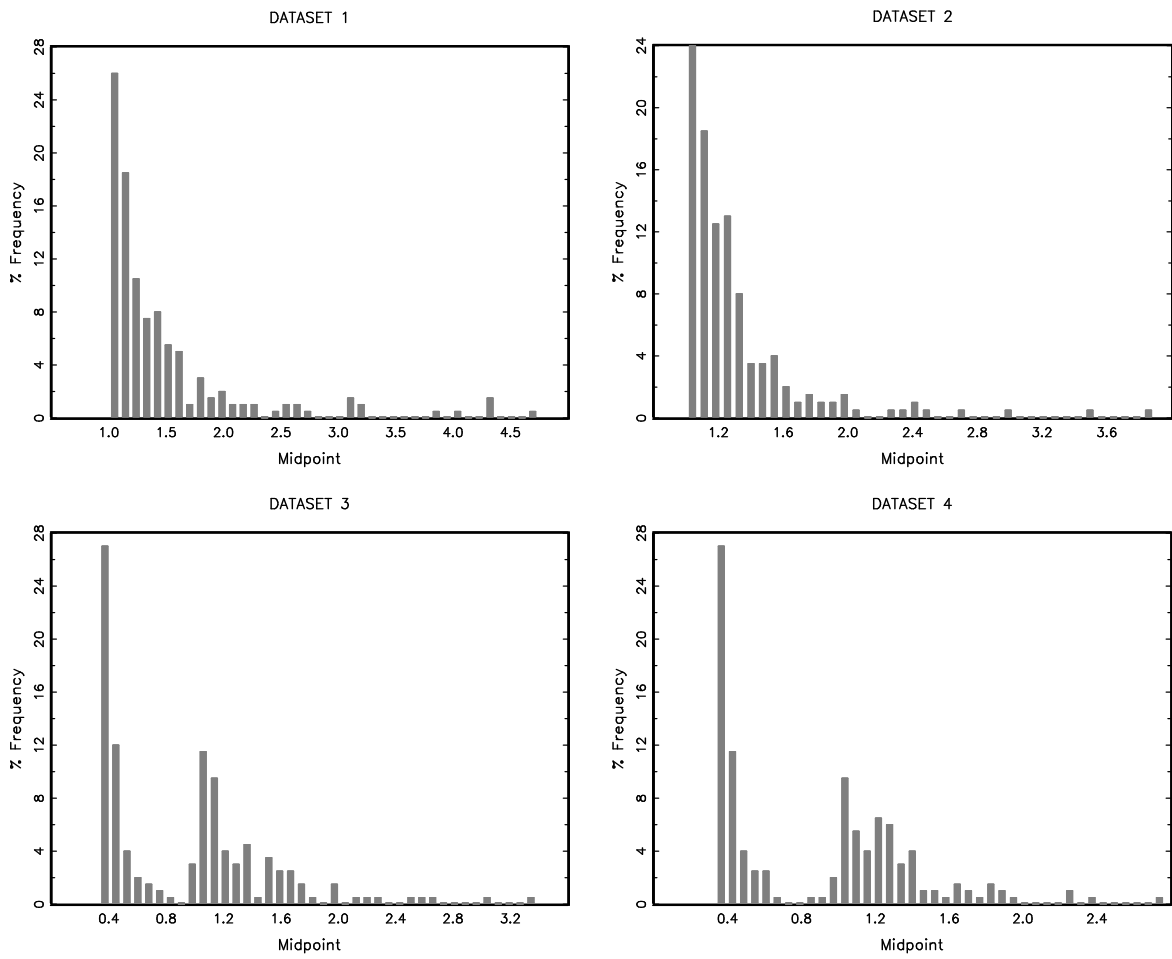 DATASET 1
28
24
20
16
12
8
4
0
% Frequency
1.0 1.5 2.0 2.5 3.0 3.5 4.0 4.5
Midpoint
DATASET 2
24
20
16
12
8
4
0
% Frequency
1.2 1.6 2.0 2.4 2.8 3.2 3.6
Midpoint
DATASET 3
28
24
20
16
12
8
4
0
% Frequency
0.4 0.8 1.2 1.6 2.0 2.4 2.8 3.2
Midpoint
DATASET 4
28
24
20
16
12
8
4
0
% Frequency
0.4 0.8 1.2 1.6 2.0 2.4
Midpoint